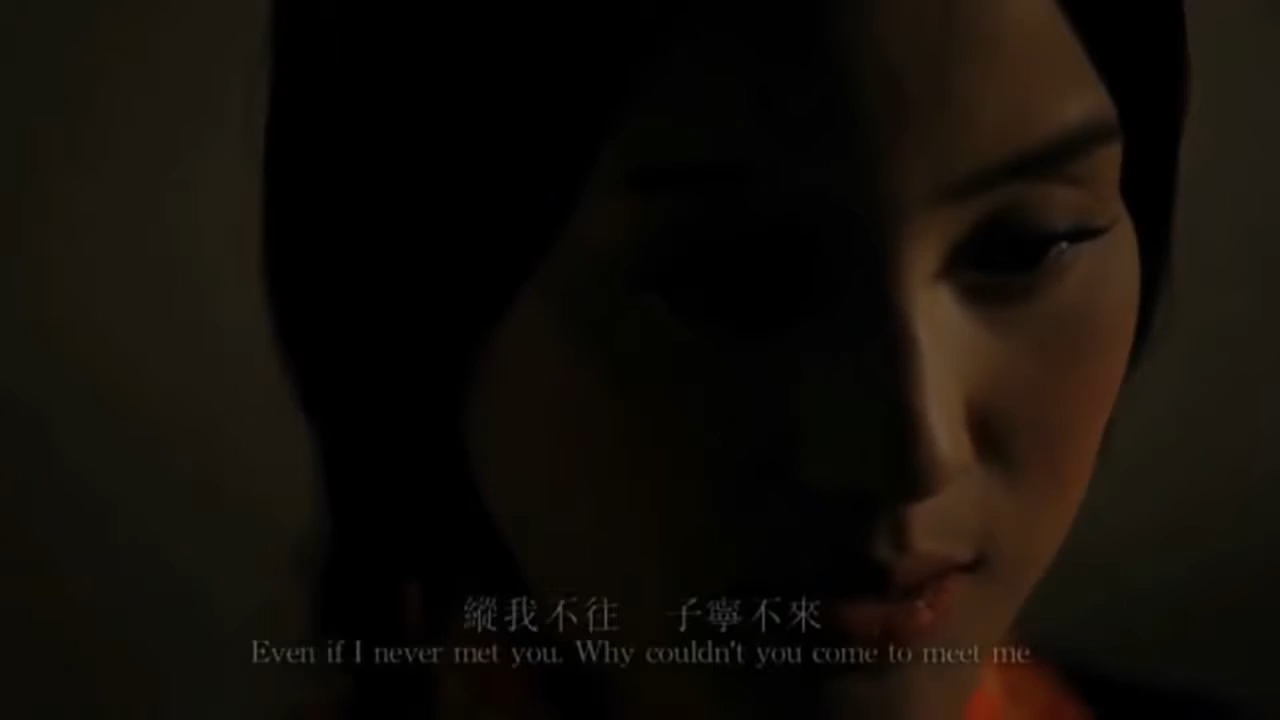 縱我不往　子寧不來
Even if I never met you. Why couldn't you come to meet me